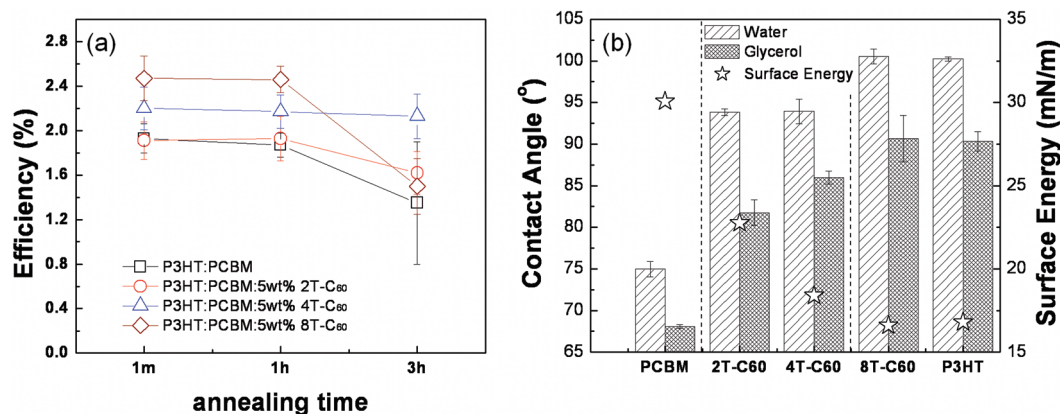 (a)
Efficiency (%)
2.8
2.4
2.0
1.6
1.2
0.8
0.4
0.0
P3HT:PCBM
P3HT:PCBM:5wt% 2T-C₆₀
P3HT:PCBM:5wt% 4T-C₆₀
P3HT:PCBM:5wt% 8T-C₆₀
1m 1h 3h
annealing time
(b)
Contact Angle (°)
105
100
95
90
85
80
75
70
65
Water
Glycerol
Surface Energy
PCBM 2T-C60 4T-C60 8T-C60 P3HT
35
30
25
20
15
Surface Energy (mN/m)